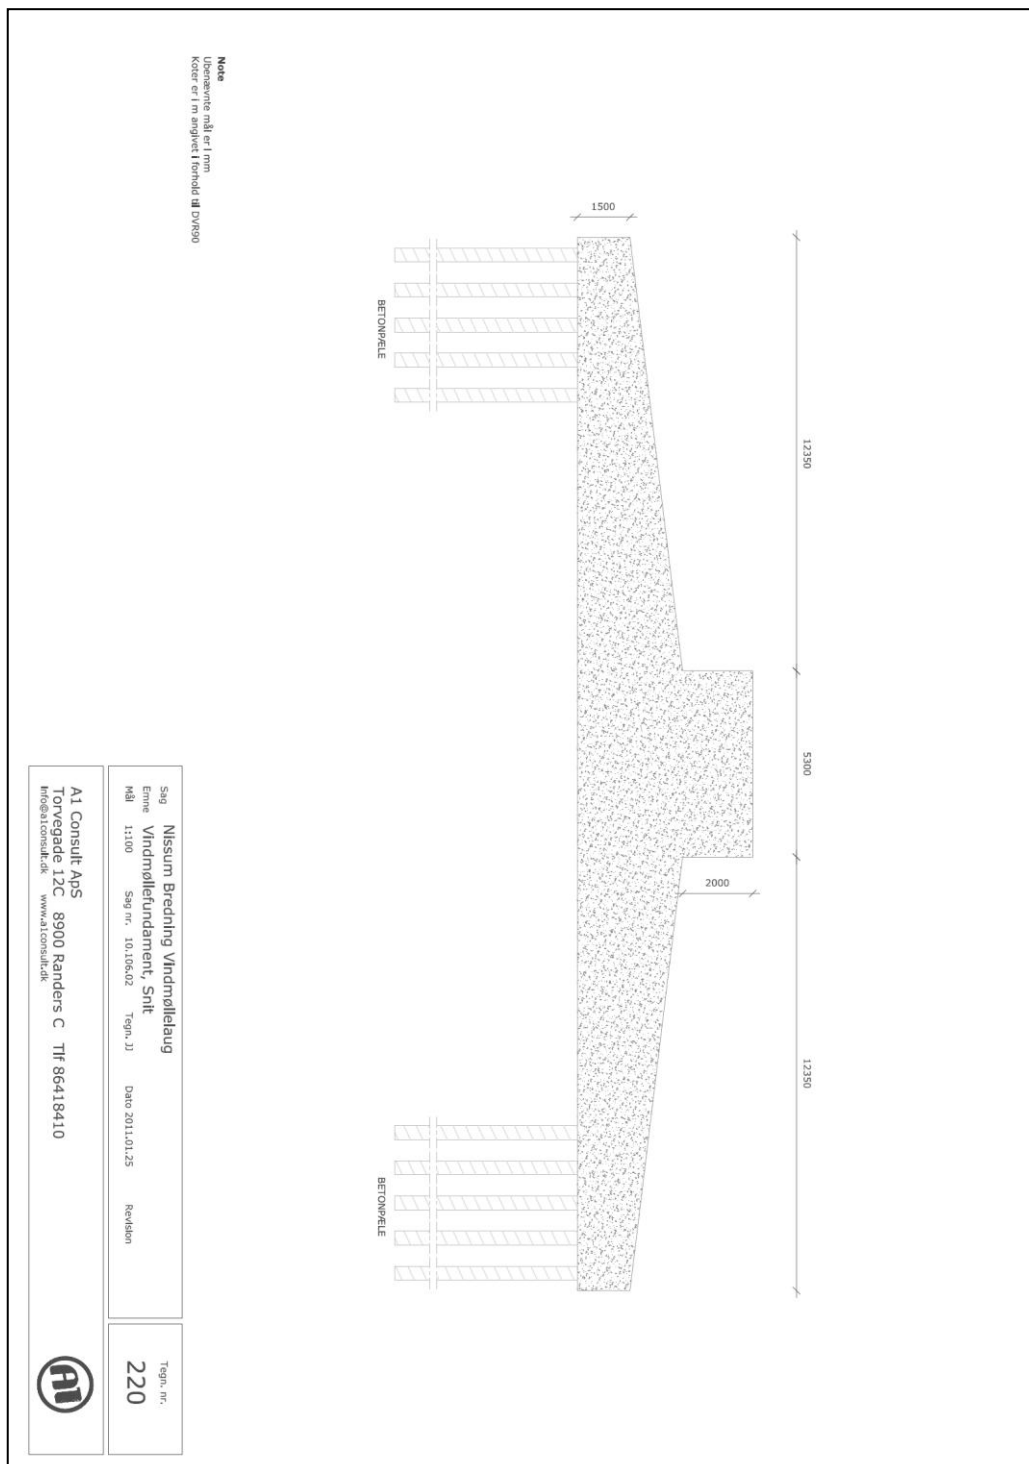 1500
12350
5300
12350
2000
BETONPÆLE
BETONPÆLE
Note
Ubenævnte mål er i mm
Koter er i m angivet i forhold til DVR90
Sag Nissum Bredning Vindmøllelaug
Emne Vindmøllefundament, Snit
Mål 1:100 Sag nr. 10.106.02 Tegn. JJ Dato 2011.01.25 Revision
Tegn. nr.
220
A1 Consult ApS
Torvegade 12C 8900 Randers C Tlf 86418410
info@a1consult.dk www.a1consult.dk
A1